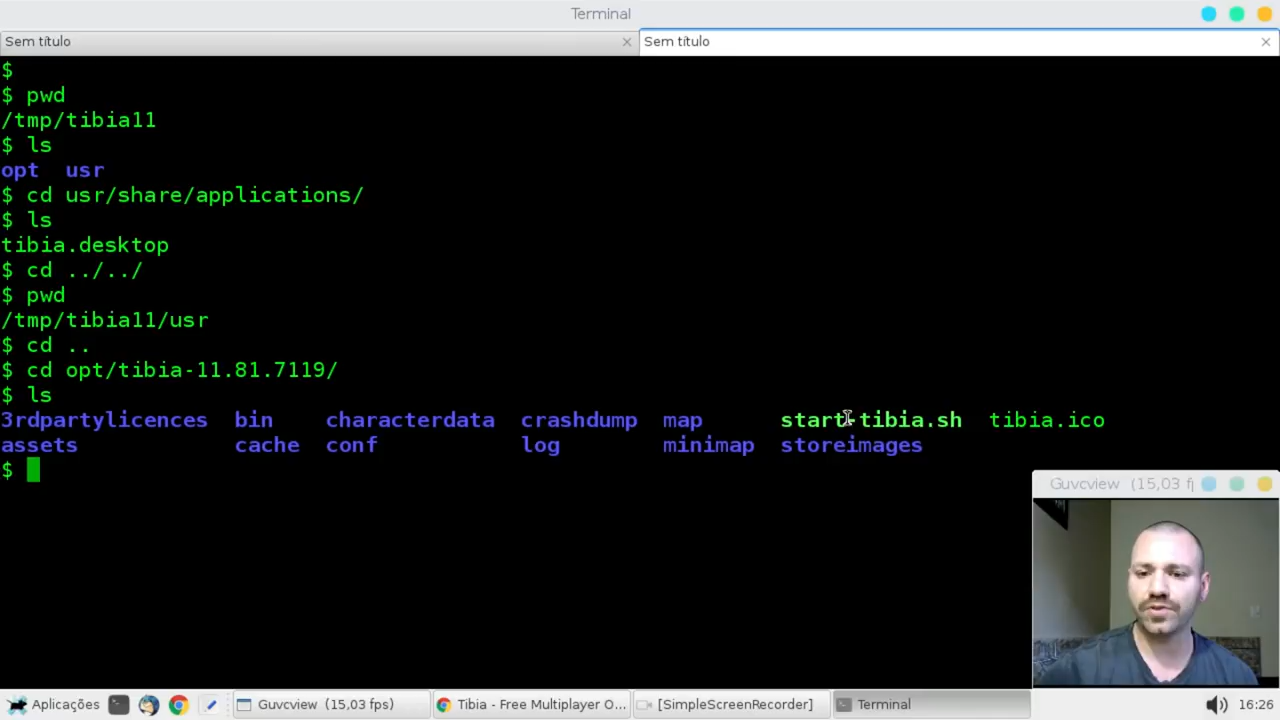 Terminal
Sem título
Sem título
$
$ pwd
/tmp/tibia11
$ ls
opt usr
$ cd usr/share/applications/
$ ls
tibia.desktop
$ cd ../../
$ pwd
/tmp/tibia11/usr
$ cd ..
$ cd opt/tibia-11.81.7119/
$ ls
3rdpartylicences bin characterdata crashdump map start-tibia.sh tibia.ico
assets cache conf log minimap storeimages
$
Guvcview (15,03 f
Aplicações Guvcview (15,03 fps) Tibia - Free Multiplayer O... [SimpleScreenRecorder] Terminal 16:26